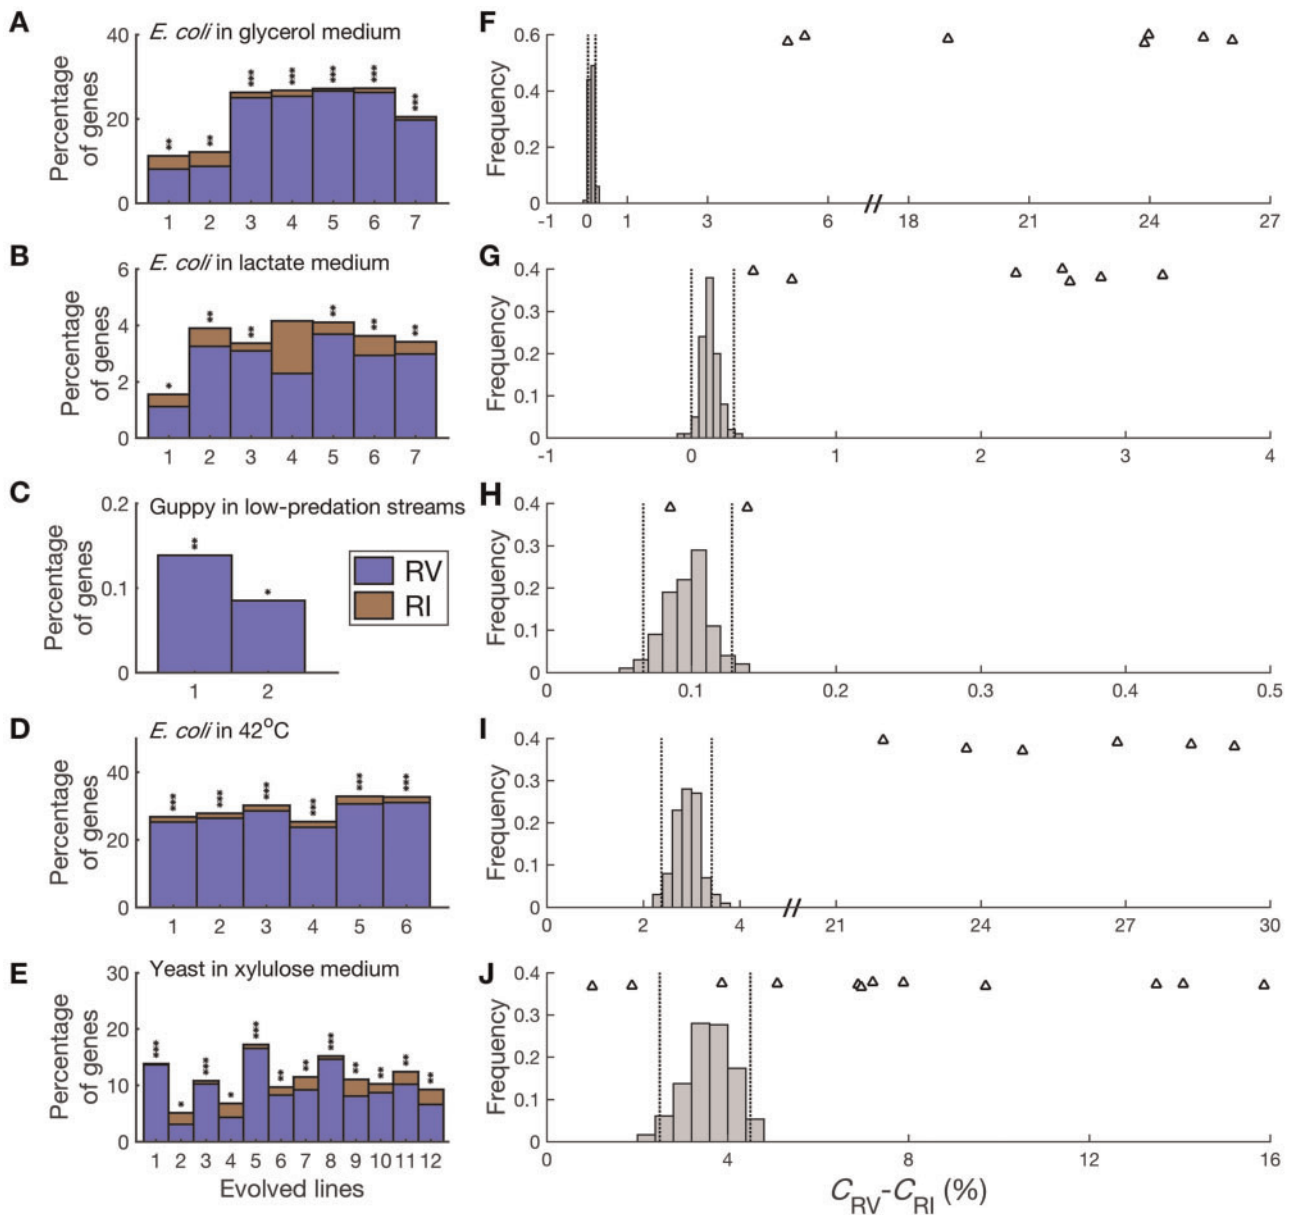 A
E. coli in glycerol medium
Percentage of genes
40
20
0
** ** *** *** *** *** ***
1 2 3 4 5 6 7
F
Frequency
0.6
0.4
0.2
0
-1 0 1 3 6 // 18 21 24 27
B
E. coli in lactate medium
Percentage of genes
6
4
2
0
* ** ** ** ** **
1 2 3 4 5 6 7
G
Frequency
0.4
0.3
0.2
0.1
0
-1 0 1 2 3 4
C
Guppy in low-predation streams
Percentage of genes
0.2
0.1
0
** *
1 2
RV
RI
H
Frequency
0.4
0.3
0.2
0.1
0
0 0.1 0.2 0.3 0.4 0.5
D
E. coli in 42°C
Percentage of genes
40
20
0
*** *** *** *** *** ***
1 2 3 4 5 6
I
Frequency
0.4
0.3
0.2
0.1
0
0 2 4 // 21 24 27 30
E
Yeast in xylulose medium
Percentage of genes
30
20
10
0
*** * *** * *** ** ** *** ** ** ** **
1 2 3 4 5 6 7 8 9 10 11 12
Evolved lines
J
Frequency
0.4
0.3
0.2
0.1
0
0 4 8 12 16
C_RV-C_RI (%)